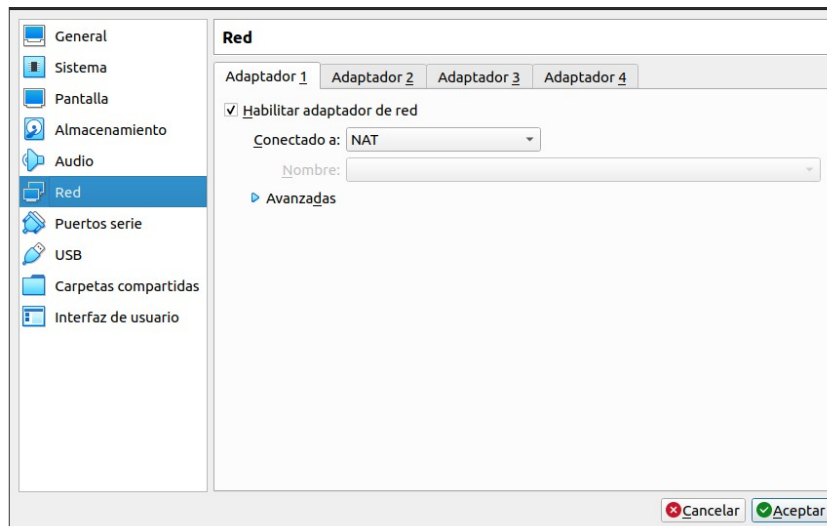 General
Sistema
Pantalla
Almacenamiento
Audio
Red
Puertos serie
USB
Carpetas compartidas
Interfaz de usuario
Red
Adaptador 1 Adaptador 2 Adaptador 3 Adaptador 4
Habilitar adaptador de red
Conectado a: NAT
Nombre:
Avanzadas
Cancelar Aceptar